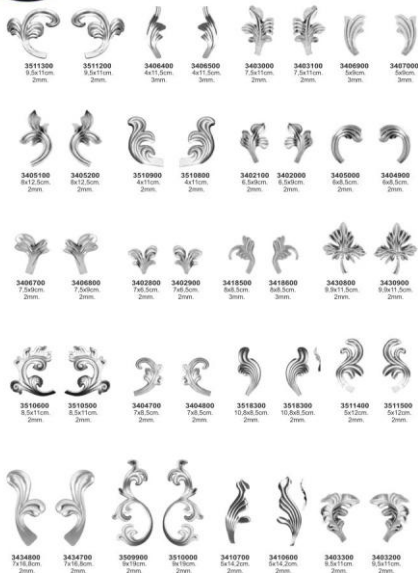 3511300 3511200 3406400 3406500 3403000 3403100 3406900 3407000
9,5x11cm. 9,5x11cm. 4x11,5cm. 4x11,5cm. 7,5x11cm. 7,5x11cm. 5x9cm. 5x9cm.
2mm. 2mm. 3mm. 3mm. 2mm. 2mm. 3mm. 3mm.
3405100 3405200 3510900 3510800 3402100 3402000 3405000 3404900
8x12,5cm. 8x12,5cm. 4x11cm. 4x11cm. 6,5x9cm. 6,5x9cm. 6x8,5cm. 6x8,5cm.
2mm. 2mm. 2mm. 2mm. 2mm. 2mm. 2mm. 2mm.
3406700 3406800 3402800 3402900 3418500 3418600 3430800 3430900
7,5x9cm. 7,5x9cm. 7x6,5cm. 7x6,5cm. 8x8,5cm. 8x8,5cm. 9,9x11,5cm. 9,9x11,5cm.
2mm. 2mm. 2mm. 2mm. 3mm. 3mm. 2mm. 2mm.
3510600 3510500 3404700 3404800 3518300 3518300 3511400 3511500
8,5x11cm. 8,5x11cm. 7x8,5cm. 7x8,5cm. 10,8x8,5cm. 10,8x8,5cm. 5x12cm. 5x12cm.
2mm. 2mm. 2mm. 2mm. 2mm. 2mm. 2mm. 2mm.
3434800 3434700 3509900 3510000 3410700 3410600 3403300 3403200
7x16,8cm. 7x16,8cm. 9x19cm. 9x19cm. 5x14,2cm. 5x14,2cm. 8,5x11cm. 9,5x11cm.
2mm. 2mm. 2mm. 2mm. 2mm. 2mm. 2mm. 2mm.